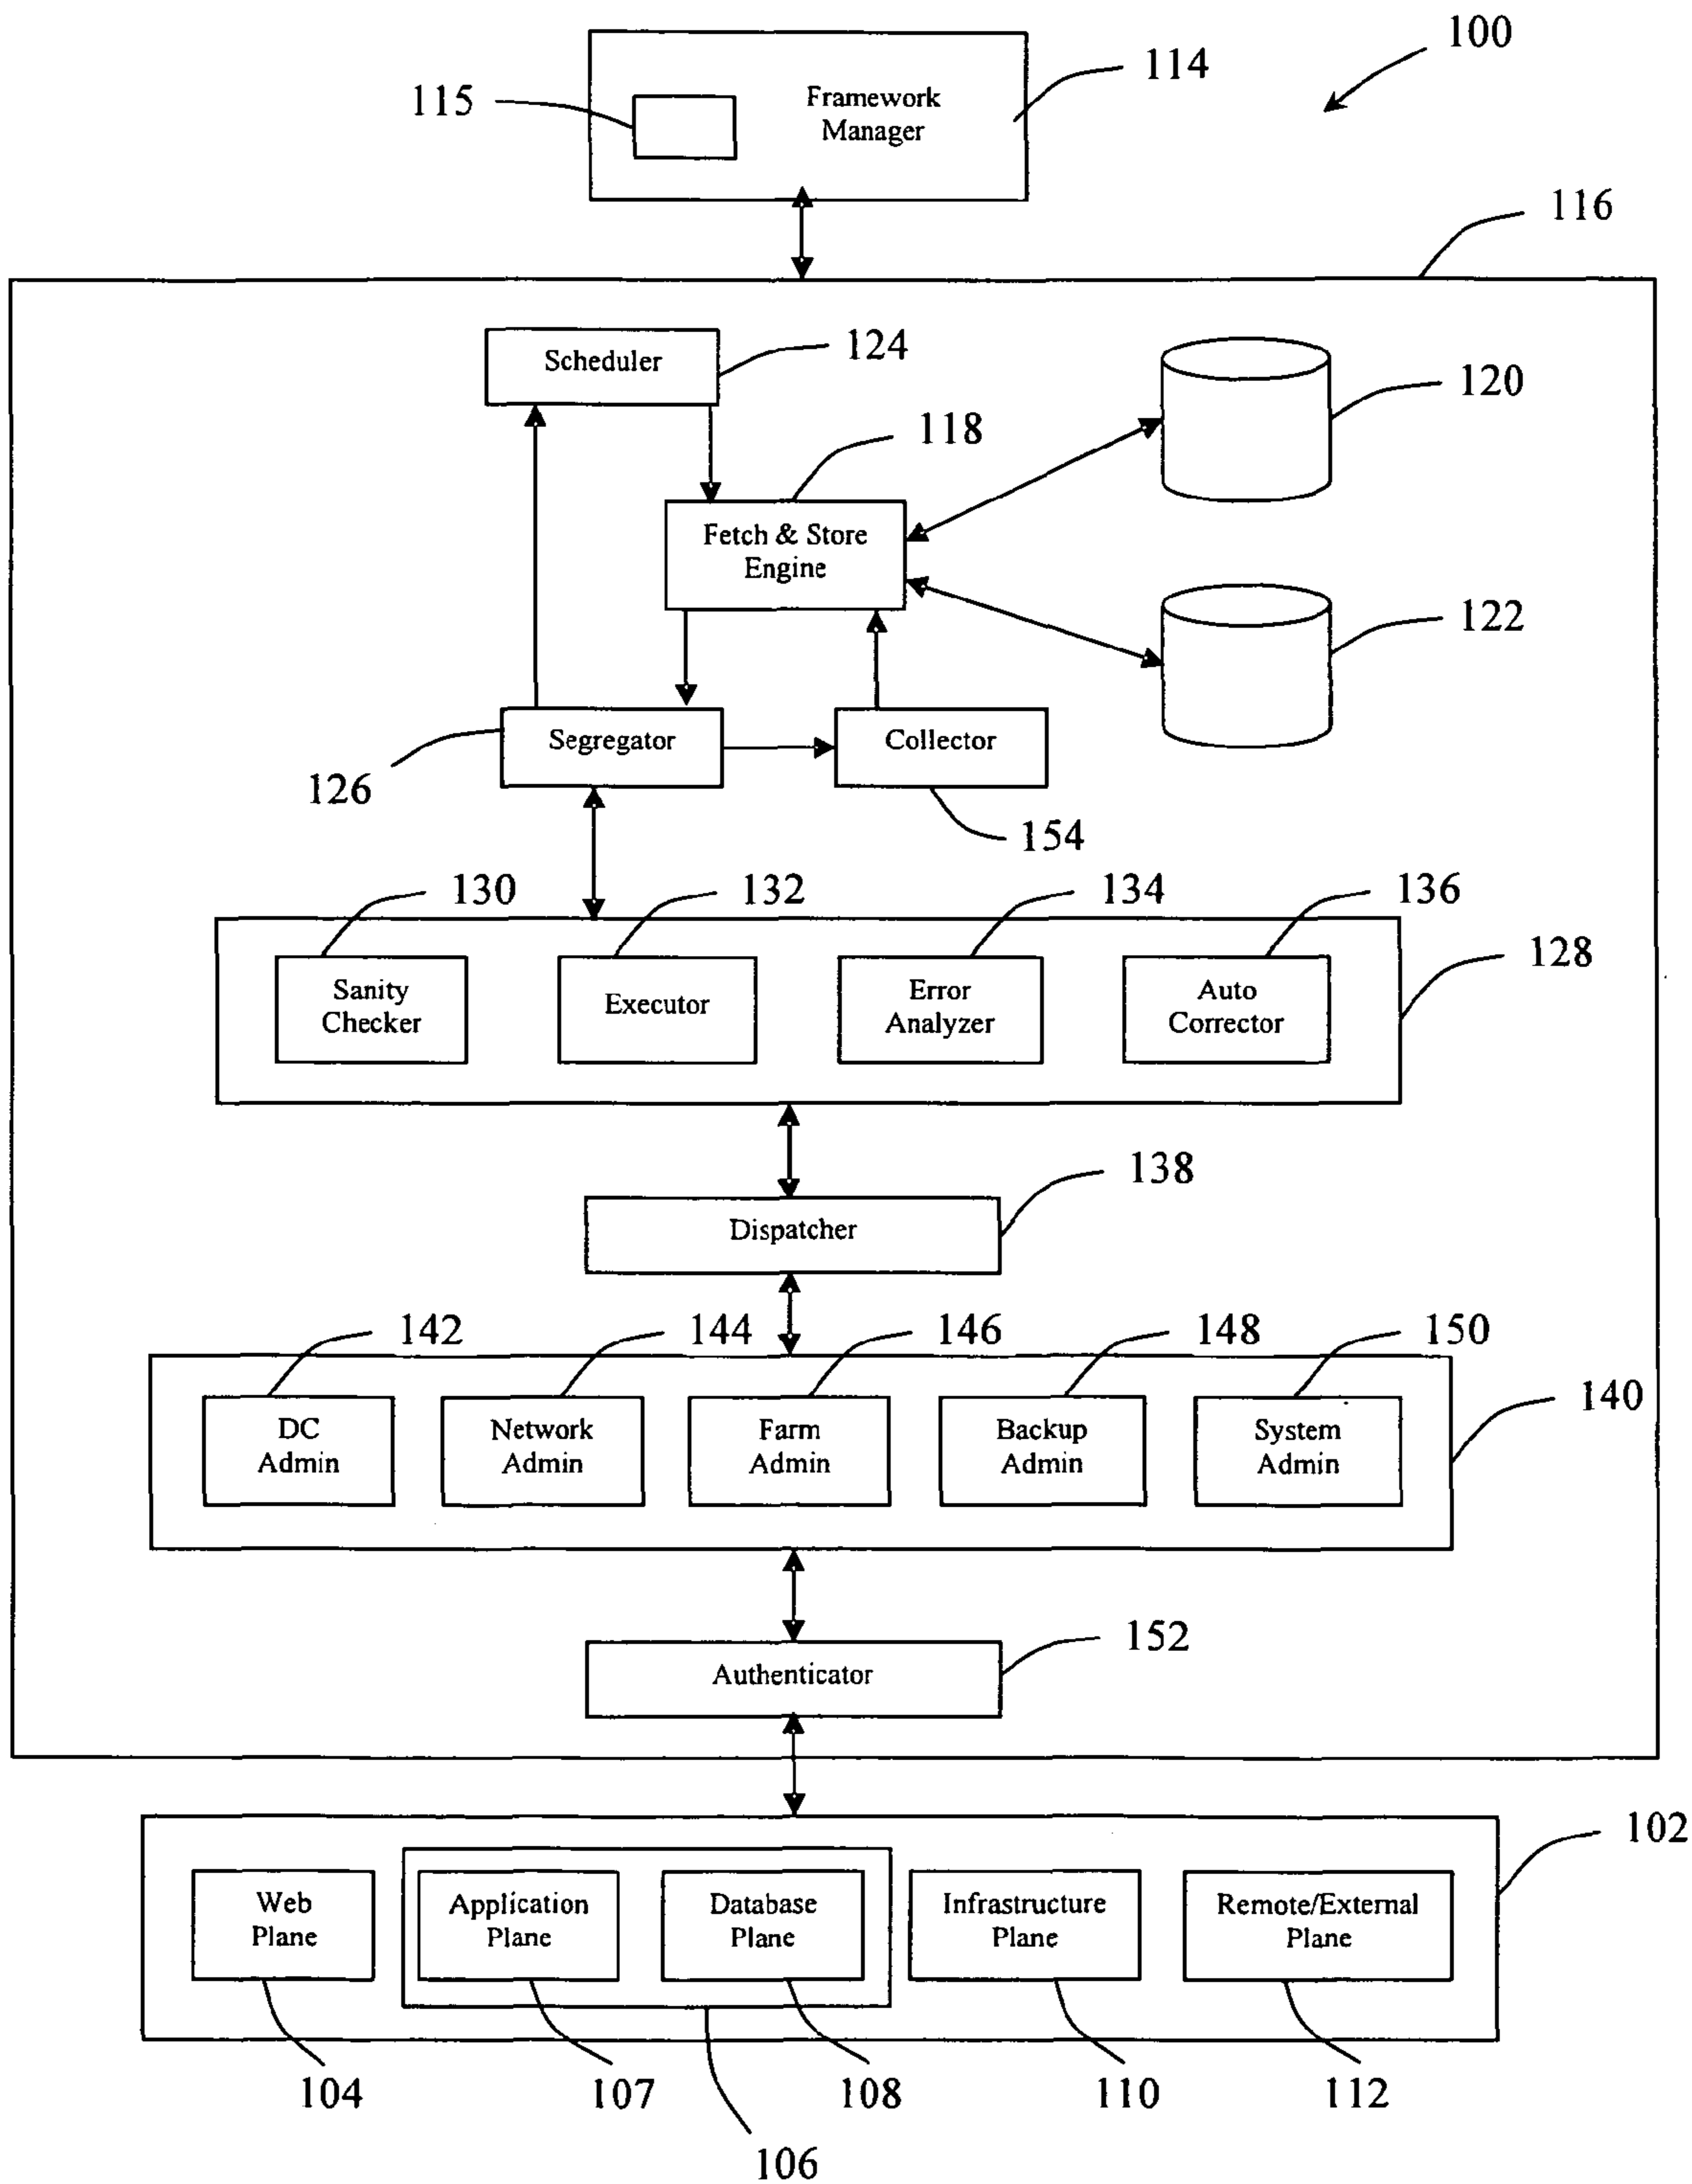 100
114
115
Framework
Manager
116
Scheduler
124
120
118
Fetch & Store
Engine
122
Segregator
Collector
126
154
130
132
134
136
128
Sanity
Checker
Executor
Error
Analyzer
Auto
Corrector
138
Dispatcher
142
144
146
148
150
140
DC
Admin
Network
Admin
Farm
Admin
Backup
Admin
System
Admin
152
Authenticator
102
Web
Plane
Application
Plane
Database
Plane
Infrastructure
Plane
Remote/External
Plane
104
107
108
110
112
106